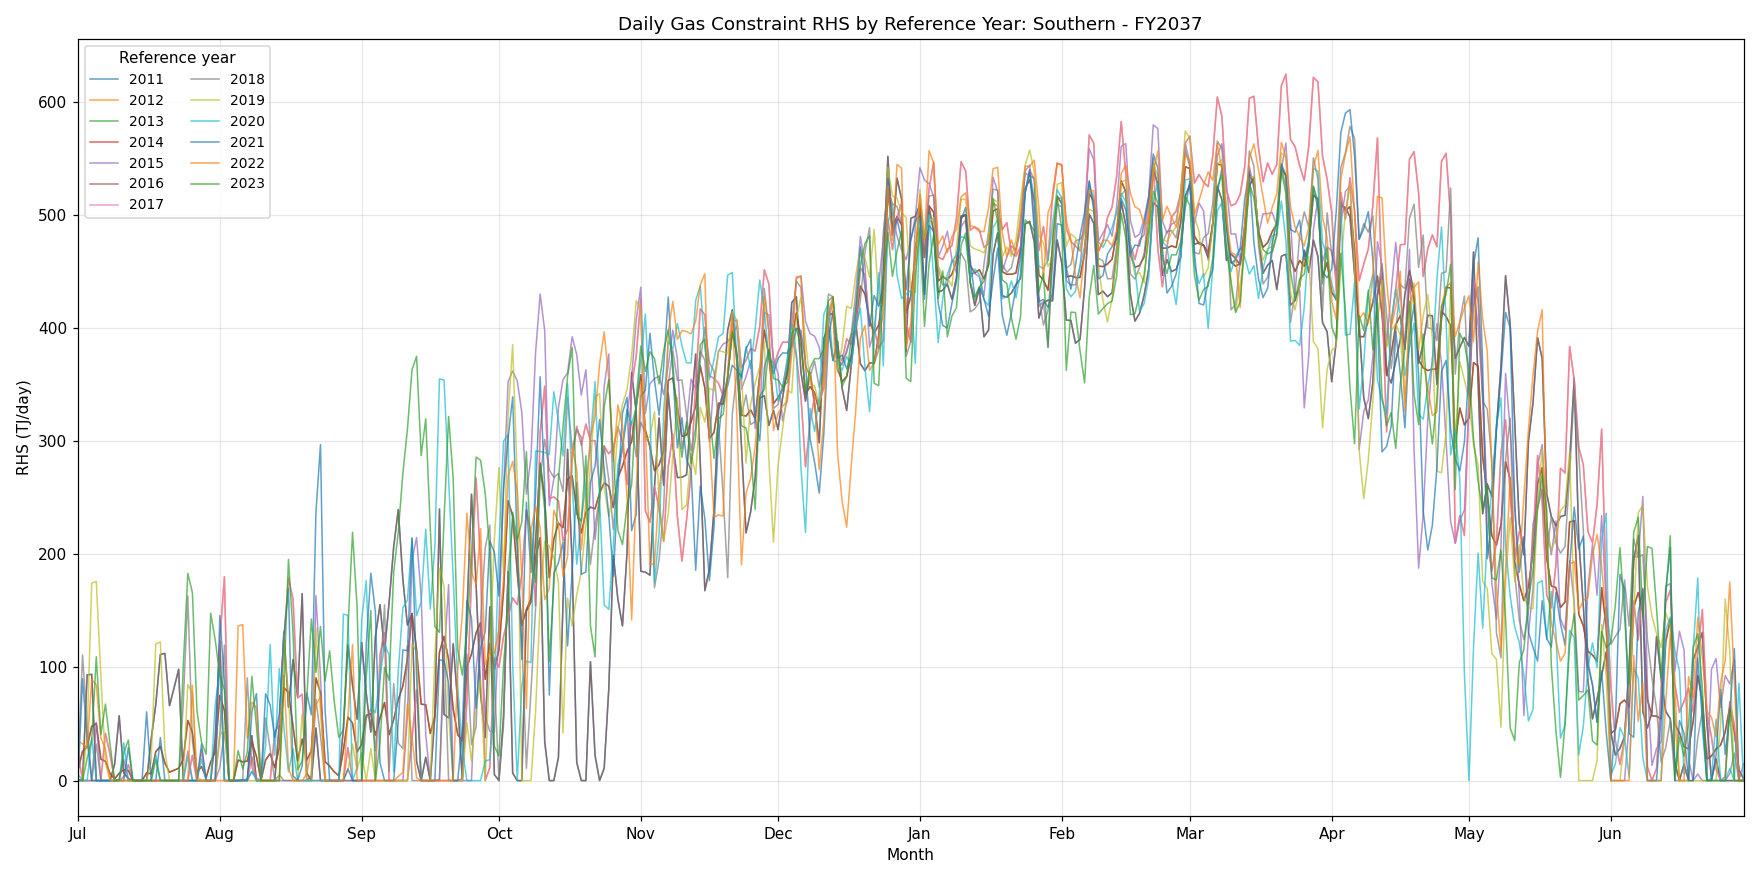 Daily Gas Constraint RHS by Reference Year: Southern - FY2037
Reference year
2011 2018
2012 2019
2013 2020
2014 2021
2015 2022
2016 2023
2017
600
500
400
300
200
100
0
RHS (TJ/day)
Jul Aug Sep Oct Nov Dec Jan Feb Mar Apr May Jun
Month